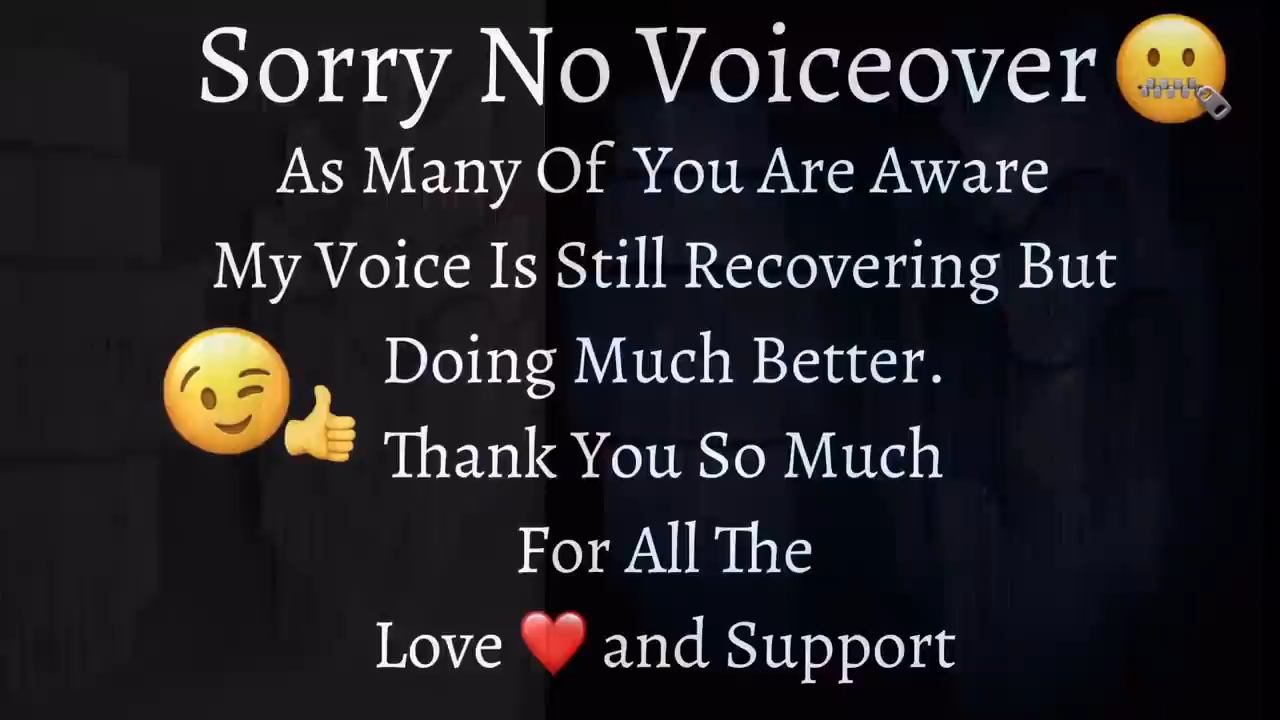 Sorry No Voiceover🤐
As Many Of You Are Aware
My Voice Is Still Recovering But
Doing Much Better.
😉👍 Thank You So Much
For All The
Love ❤️ and Support